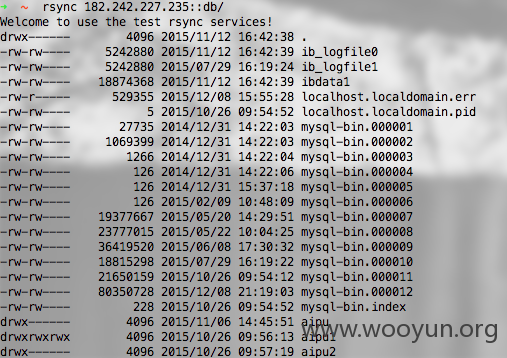 ➜ ~ rsync 182.242.227.235::db/
Welcome to use the test rsync services!
drwx------ 4096 2015/11/12 16:42:38 .
-rw-rw---- 5242880 2015/11/12 16:42:39 ib_logfile0
-rw-rw---- 5242880 2015/07/29 16:19:24 ib_logfile1
-rw-rw---- 18874368 2015/11/12 16:42:39 ibdata1
-rw-r----- 529355 2015/12/08 15:55:28 localhost.localdomain.err
-rw-rw---- 5 2015/10/26 09:54:52 localhost.localdomain.pid
-rw-rw---- 27735 2014/12/31 14:22:03 mysql-bin.000001
-rw-rw---- 1069399 2014/12/31 14:22:03 mysql-bin.000002
-rw-rw---- 1266 2014/12/31 14:22:04 mysql-bin.000003
-rw-rw---- 126 2014/12/31 14:22:06 mysql-bin.000004
-rw-rw---- 126 2014/12/31 15:37:18 mysql-bin.000005
-rw-rw---- 126 2015/02/09 10:48:09 mysql-bin.000006
-rw-rw---- 19377667 2015/05/20 14:29:51 mysql-bin.000007
-rw-rw---- 23777015 2015/05/22 10:04:25 mysql-bin.000008
-rw-rw---- 36419520 2015/06/08 17:30:32 mysql-bin.000009
-rw-rw---- 18815298 2015/07/29 16:19:22 mysql-bin.000010
-rw-rw---- 21650159 2015/10/26 09:54:12 mysql-bin.000011
-rw-rw---- 80350728 2015/12/08 21:19:03 mysql-bin.000012
-rw-rw---- 228 2015/10/26 09:54:52 mysql-bin.index
drwx------ 4096 2015/11/06 14:45:51 aipu
drwxrwxrwx 4096 2015/10/26 09:56:13 aipu1
drwx------ 4096 2015/10/26 09:57:19 aipu2
www.wooyun.org